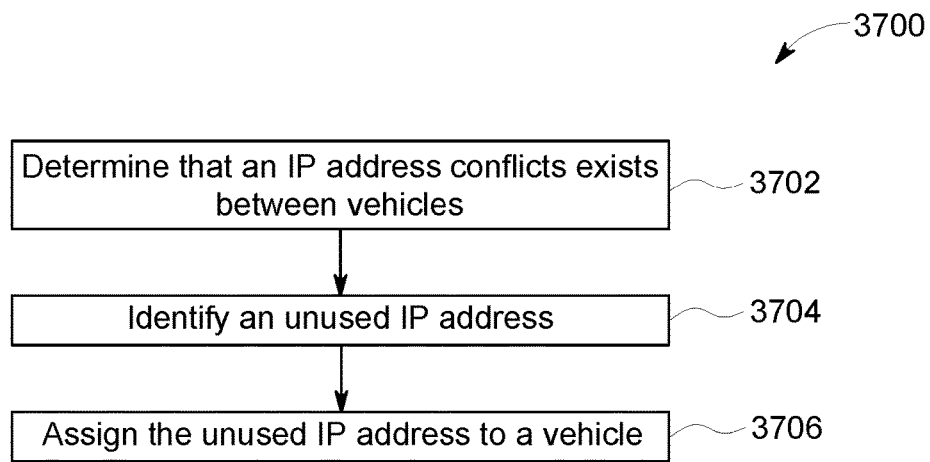 3700
Determine that an IP address conflicts exists
between vehicles
3702
Identify an unused IP address
3704
Assign the unused IP address to a vehicle
3706